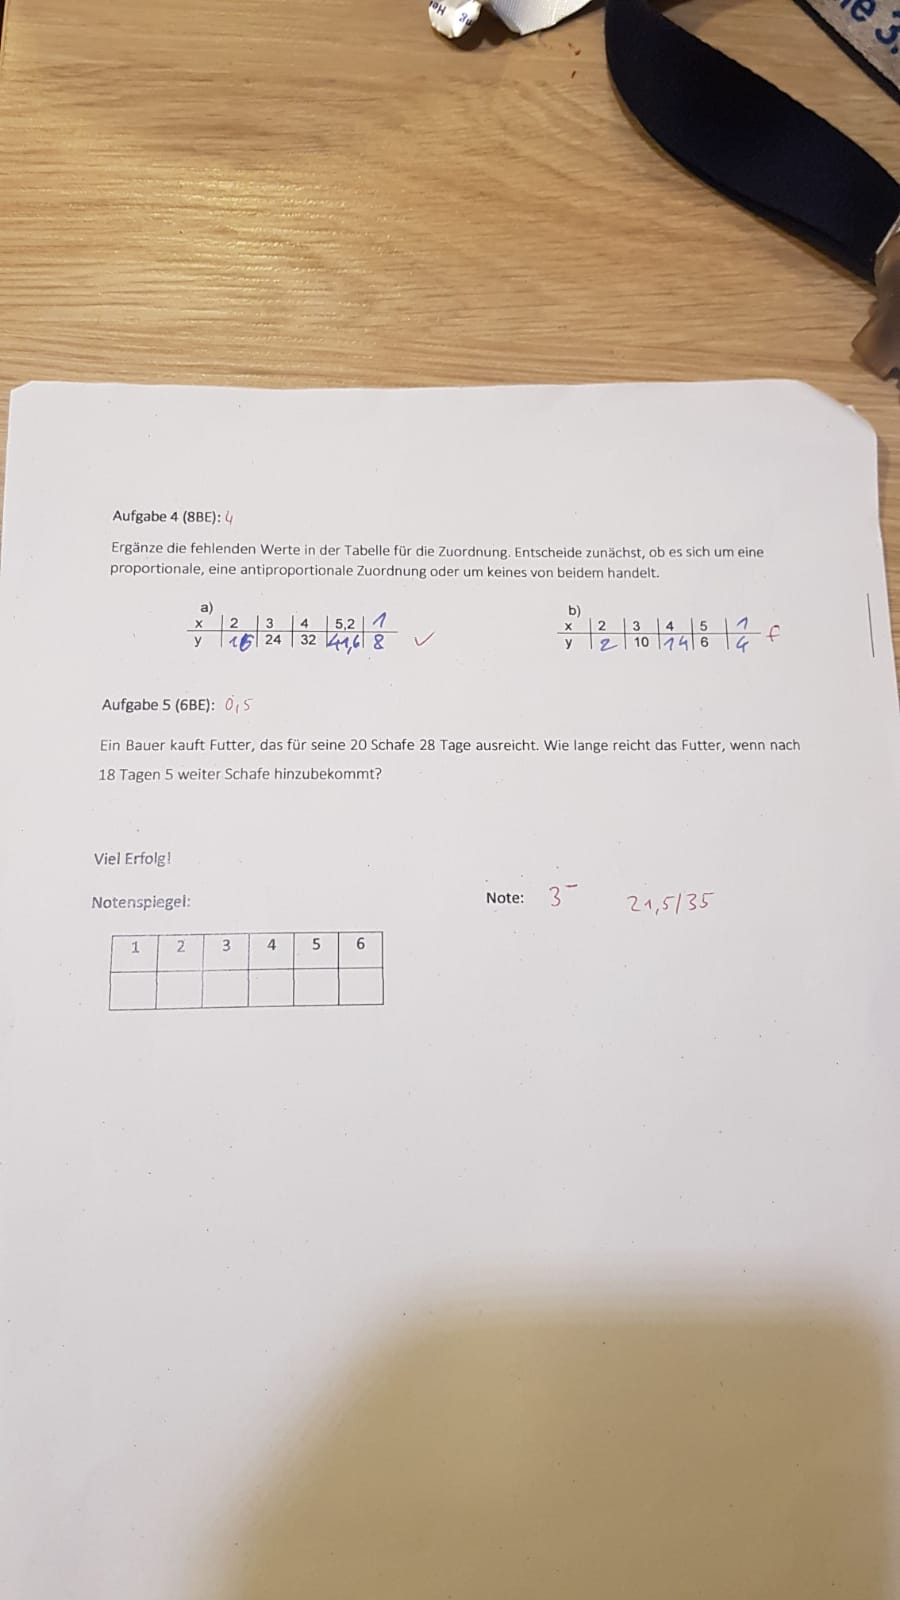 ne 3.
Aufgabe 4 (8BE): 4
Ergänze die fehlenden Werte in der Tabelle für die Zuordnung. Entscheide zunächst, ob es sich um eine
proportionale, eine antiproportionale Zuordnung oder um keines von beidem handelt.
a)
x 2 3 4 5,2 1
y 16 24 32 41,6 8 ✓
b)
x 2 3 4 5 1
y 2 10 14 6 4 f
Aufgabe 5 (6BE): 0,5
Ein Bauer kauft Futter, das für seine 20 Schafe 28 Tage ausreicht. Wie lange reicht das Futter, wenn nach
18 Tagen 5 weiter Schafe hinzubekommt?
Viel Erfolg!
Notenspiegel:
Note: 3- 21,5/35
1 2 3 4 5 6